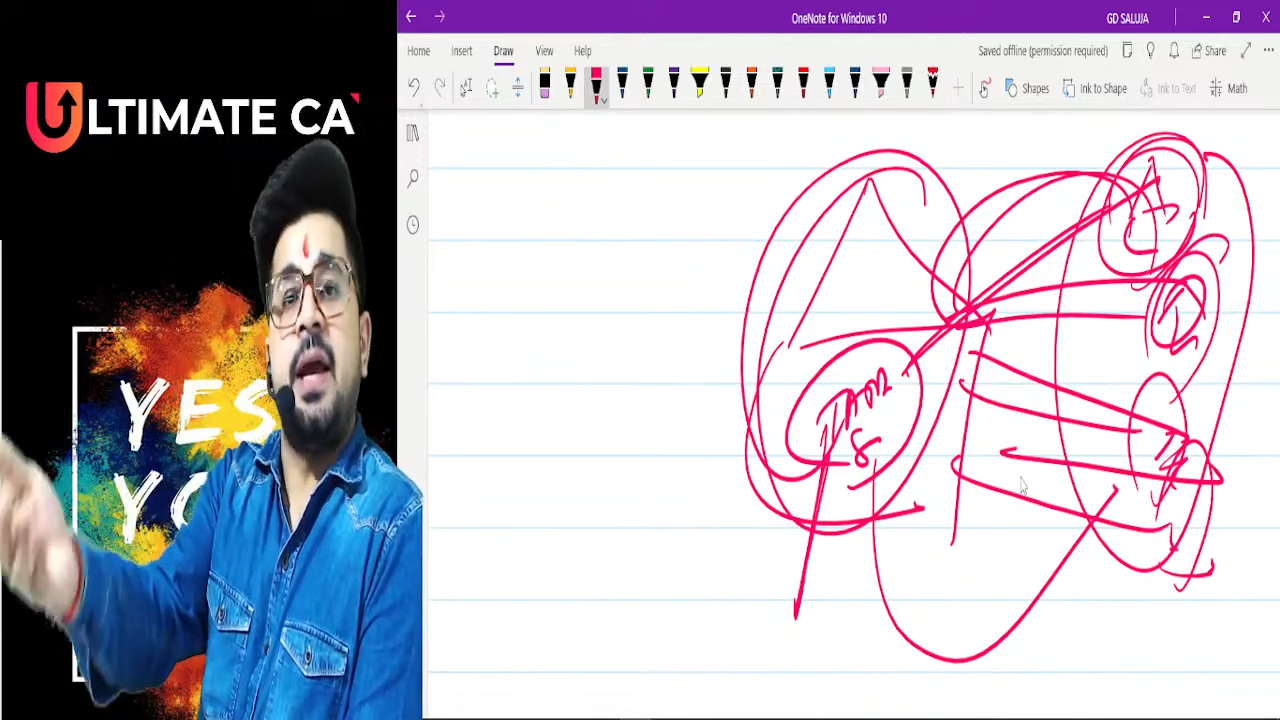 ULTIMATE CA
YES
YO
OneNote for Windows 10
GD SALUJA
Home
Insert
Draw
View
Help
Saved offline (permission required)
Share
Shapes
Ink to Shape
Ink to Text
Math